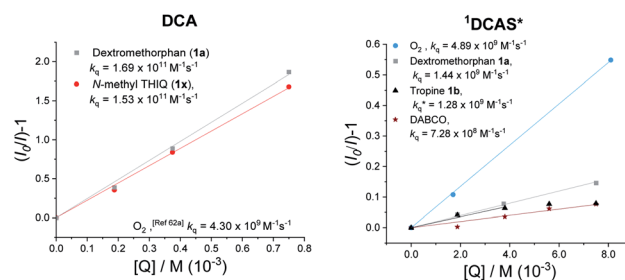 DCA
Dextromethorphan (1a)
kq = 1.69 x 10¹¹ M⁻¹s⁻¹
N-methyl THIQ (1x),
kq = 1.53 x 10¹¹ M⁻¹s⁻¹
O₂ ,[Ref 62a] kq = 4.30 x 10⁹ M⁻¹s⁻¹
(I₀/I)-1
2.0
1.5
1.0
0.5
0.0
0.0 0.1 0.2 0.3 0.4 0.5 0.6 0.7 0.8
[Q] / M (10⁻³)
¹DCAS*
O₂ , kq = 4.89 x 10⁹ M⁻¹s⁻¹
Dextromethorphan 1a,
kq = 1.44 x 10⁹ M⁻¹s⁻¹
Tropine 1b,
kq* = 1.28 x 10⁹ M⁻¹s⁻¹
DABCO,
kq = 7.28 x 10⁸ M⁻¹s⁻¹
(I₀/I)-1
0.6
0.5
0.4
0.3
0.2
0.1
0.0
0.0 2.0 4.0 6.0 8.0
[Q] / M (10⁻³)